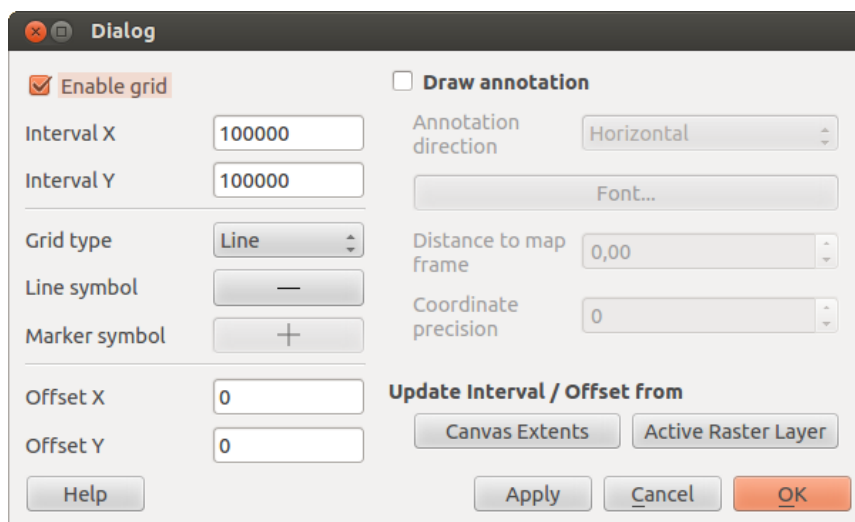 Dialog
Enable grid
Interval X 100000
Interval Y 100000
Grid type Line
Line symbol
Marker symbol
Offset X 0
Offset Y 0
Draw annotation
Annotation
direction
Horizontal
Font...
Distance to map
frame
0,00
Coordinate
precision
0
Update Interval / Offset from
Canvas Extents Active Raster Layer
Help Apply Cancel OK